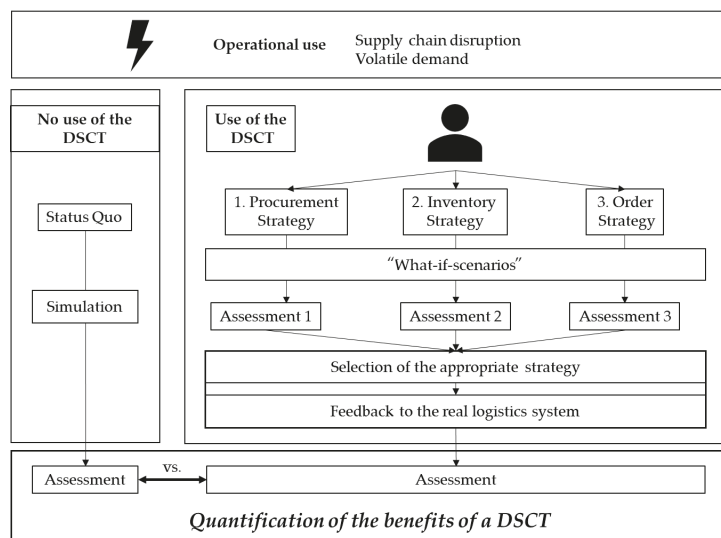 Operational use
Supply chain disruption
Volatile demand
No use of the
DSCT
Status Quo
Simulation
Use of the
DSCT
1. Procurement
Strategy
2. Inventory
Strategy
3. Order
Strategy
“What-if-scenarios”
Assessment 1
Assessment 2
Assessment 3
Selection of the appropriate strategy
Feedback to the real logistics system
Assessment
vs.
Assessment
Quantification of the benefits of a DSCT